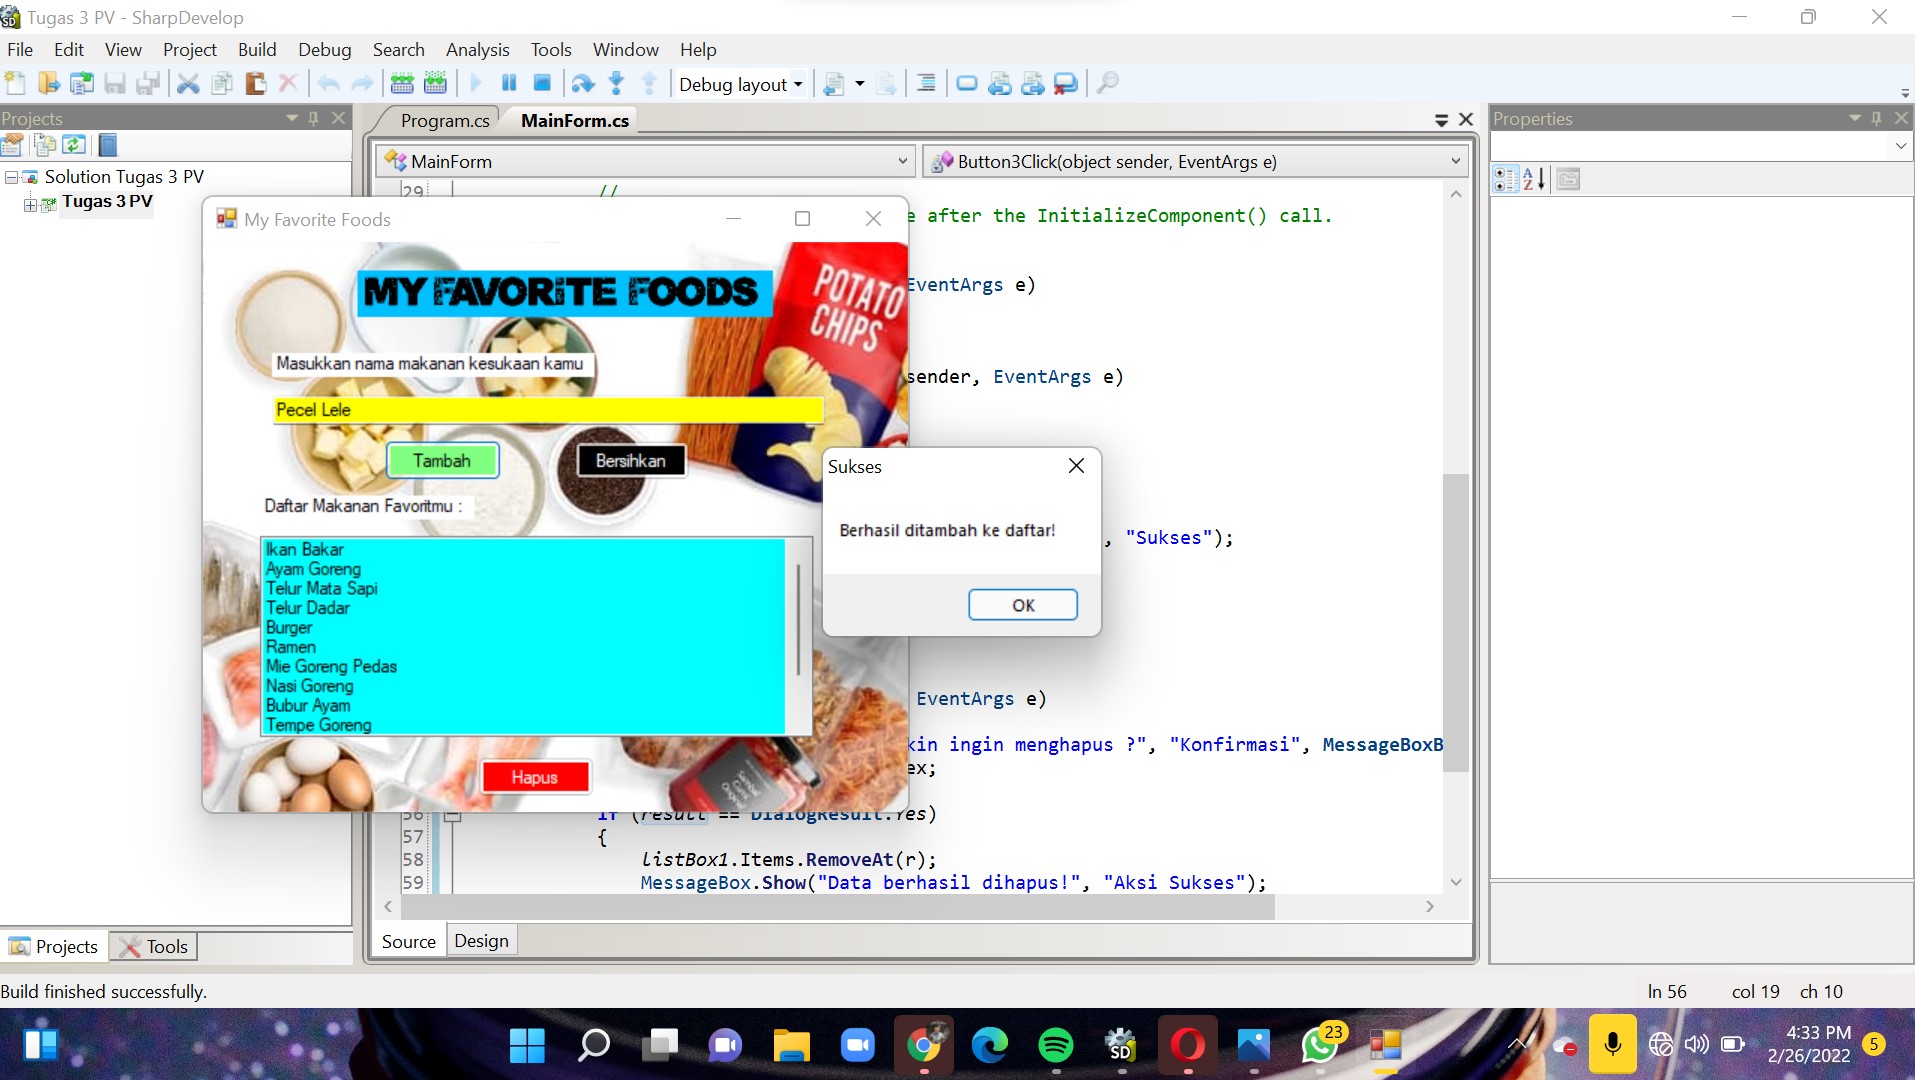 Tugas 3 PV - SharpDevelop
File Edit View Project Build Debug Search Analysis Tools Window Help
Debug layout
Projects
Program.cs MainForm.cs
Properties
MainForm
Button3Click(object sender, EventArgs e)
Solution Tugas 3 PV
Tugas 3 PV
29 //
e after the InitializeComponent() call.
EventArgs e)
sender, EventArgs e)
, "Sukses");
EventArgs e)
kin ingin menghapus ?", "Konfirmasi", MessageBoxB
ex;
56 if (result == DialogResult.Yes)
57 {
58 listBox1.Items.RemoveAt(r);
59 MessageBox.Show("Data berhasil dihapus!", "Aksi Sukses");
My Favorite Foods
MY FAVORITE FOODS
POTATO
CHIPS
Masukkan nama makanan kesukaan kamu
Pecel Lele
Tambah Bersihkan
Daftar Makanan Favoritmu :
Ikan Bakar
Ayam Goreng
Telur Mata Sapi
Telur Dadar
Burger
Ramen
Mie Goreng Pedas
Nasi Goreng
Bubur Ayam
Tempe Goreng
Hapus
Sukses
Berhasil ditambah ke daftar!
OK
Source Design
Projects Tools
Build finished successfully.
ln 56 col 19 ch 10
SD
23
4:33 PM
2/26/2022
5